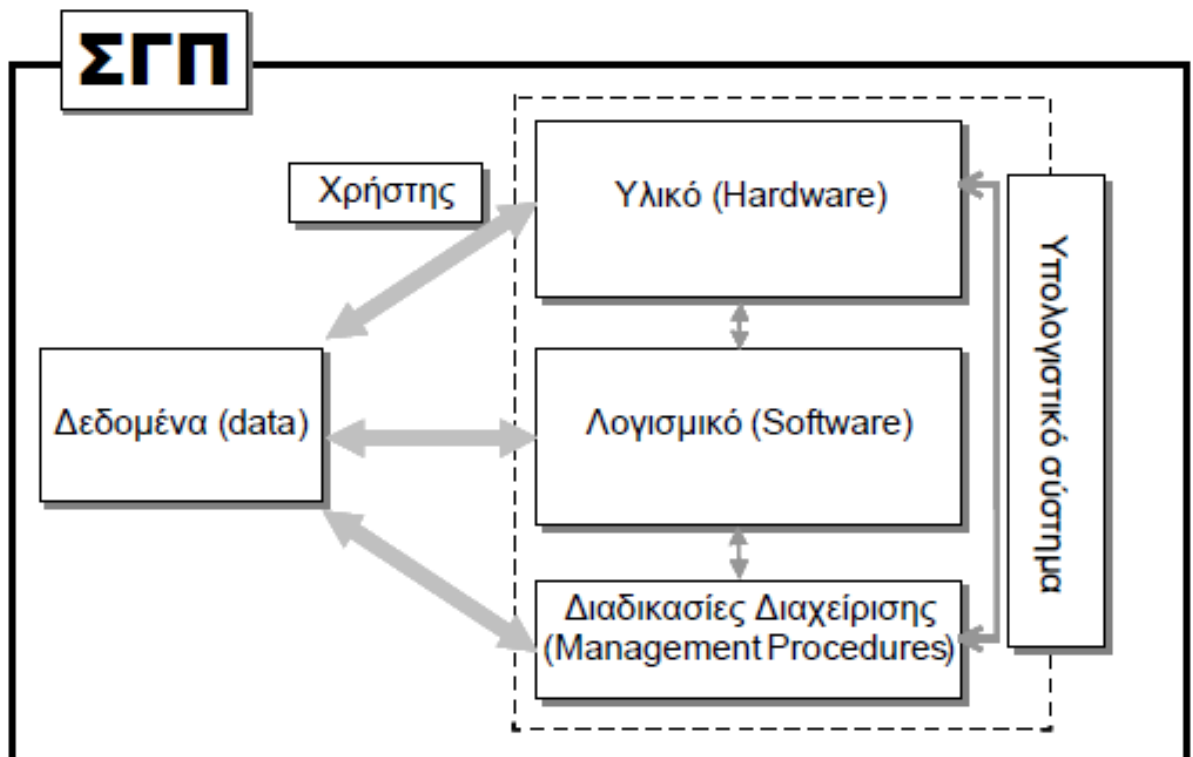 ΣΓΠ
Χρήστης
Υλικό (Hardware)
Δεδομένα (data)
Λογισμικό (Software)
Διαδικασίες Διαχείρισης
(Management Procedures)
Υπολογιστικό σύστημα